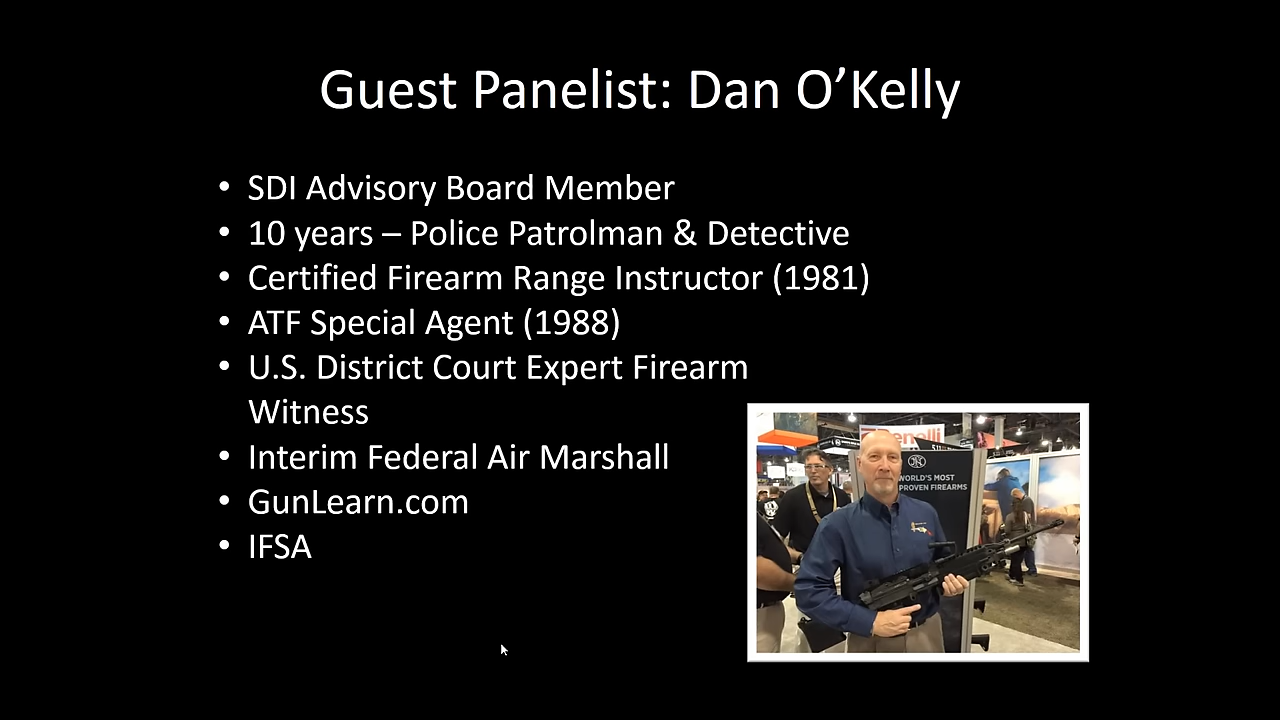 Guest Panelist: Dan O’Kelly
• SDI Advisory Board Member
• 10 years – Police Patrolman & Detective
• Certified Firearm Range Instructor (1981)
• ATF Special Agent (1988)
• U.S. District Court Expert Firearm
Witness
• Interim Federal Air Marshall
• GunLearn.com
• IFSA
Benelli
FN
WORLD'S MOST
PROVEN FIREARMS